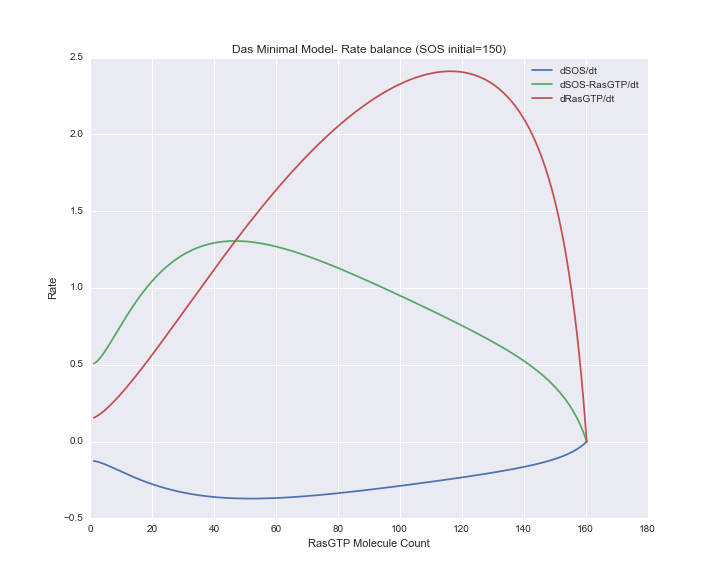 Das Minimal Model- Rate balance (SOS initial=150)
dSOS/dt
dSOS-RasGTP/dt
dRasGTP/dt
2.5
2.0
1.5
1.0
0.5
0.0
−0.5
Rate
0 20 40 60 80 100 120 140 160 180
RasGTP Molecule Count